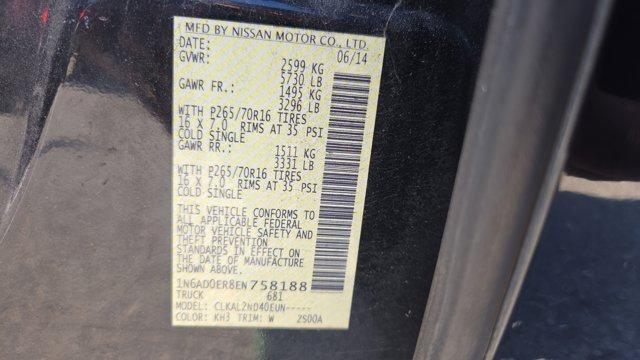 MFD BY NISSAN MOTOR CO., LTD.
DATE: 06/14
GVWR: 2599 KG
5730 LB
GAWR FR.: 1495 KG
3296 LB
WITH P265/70R16 TIRES
16 X 7.0 RIMS AT 35 PSI
COLD SINGLE
GAWR RR.: 1511 KG
3331 LB
WITH P265/70R16 TIRES
16 X 7.0 RIMS AT 35 PSI
COLD SINGLE
THIS VEHICLE CONFORMS TO
ALL APPLICABLE FEDERAL
MOTOR VEHICLE SAFETY AND
THEFT PREVENTION
STANDARDS IN EFFECT ON
THE DATE OF MANUFACTURE
SHOWN ABOVE.
1N6AD0ER8EN758188
TRUCK 681
MODEL: CLKAL2ND40EUN-----
COLOR: KH3 TRIM: W 2S00A